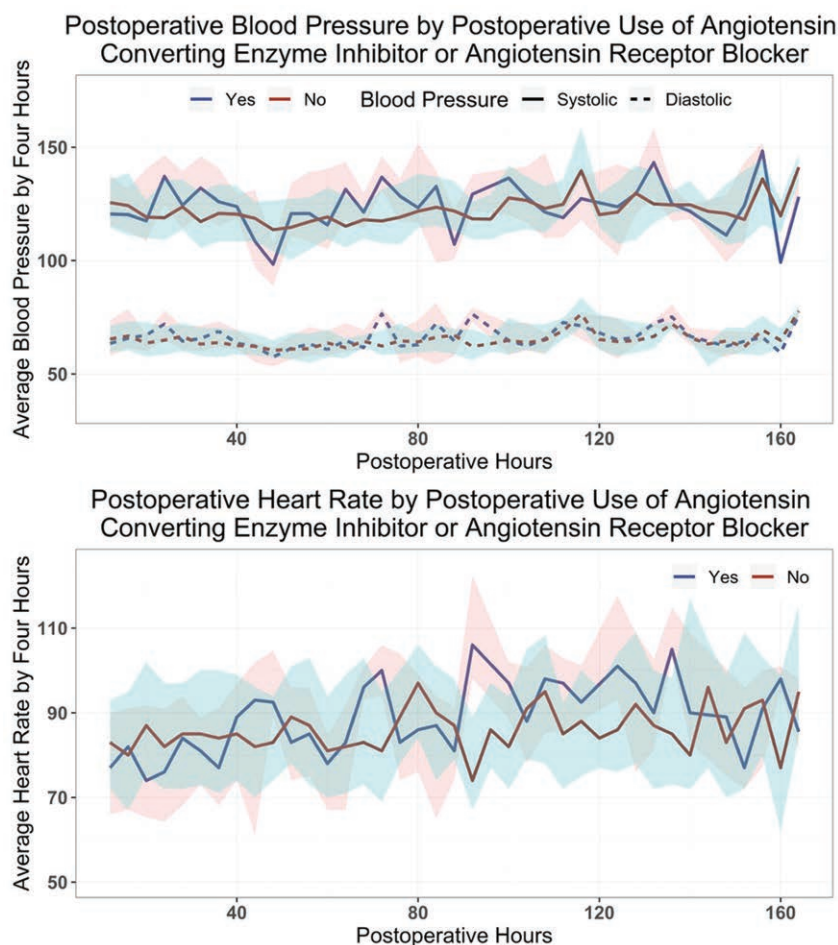 Postoperative Blood Pressure by Postoperative Use of Angiotensin
Converting Enzyme Inhibitor or Angiotensin Receptor Blocker
Yes No Blood Pressure Systolic Diastolic
Average Blood Pressure by Four Hours
150
100
50
40 80 120 160
Postoperative Hours
Postoperative Heart Rate by Postoperative Use of Angiotensin
Converting Enzyme Inhibitor or Angiotensin Receptor Blocker
Yes No
Average Heart Rate by Four Hours
110
90
70
50
40 80 120 160
Postoperative Hours